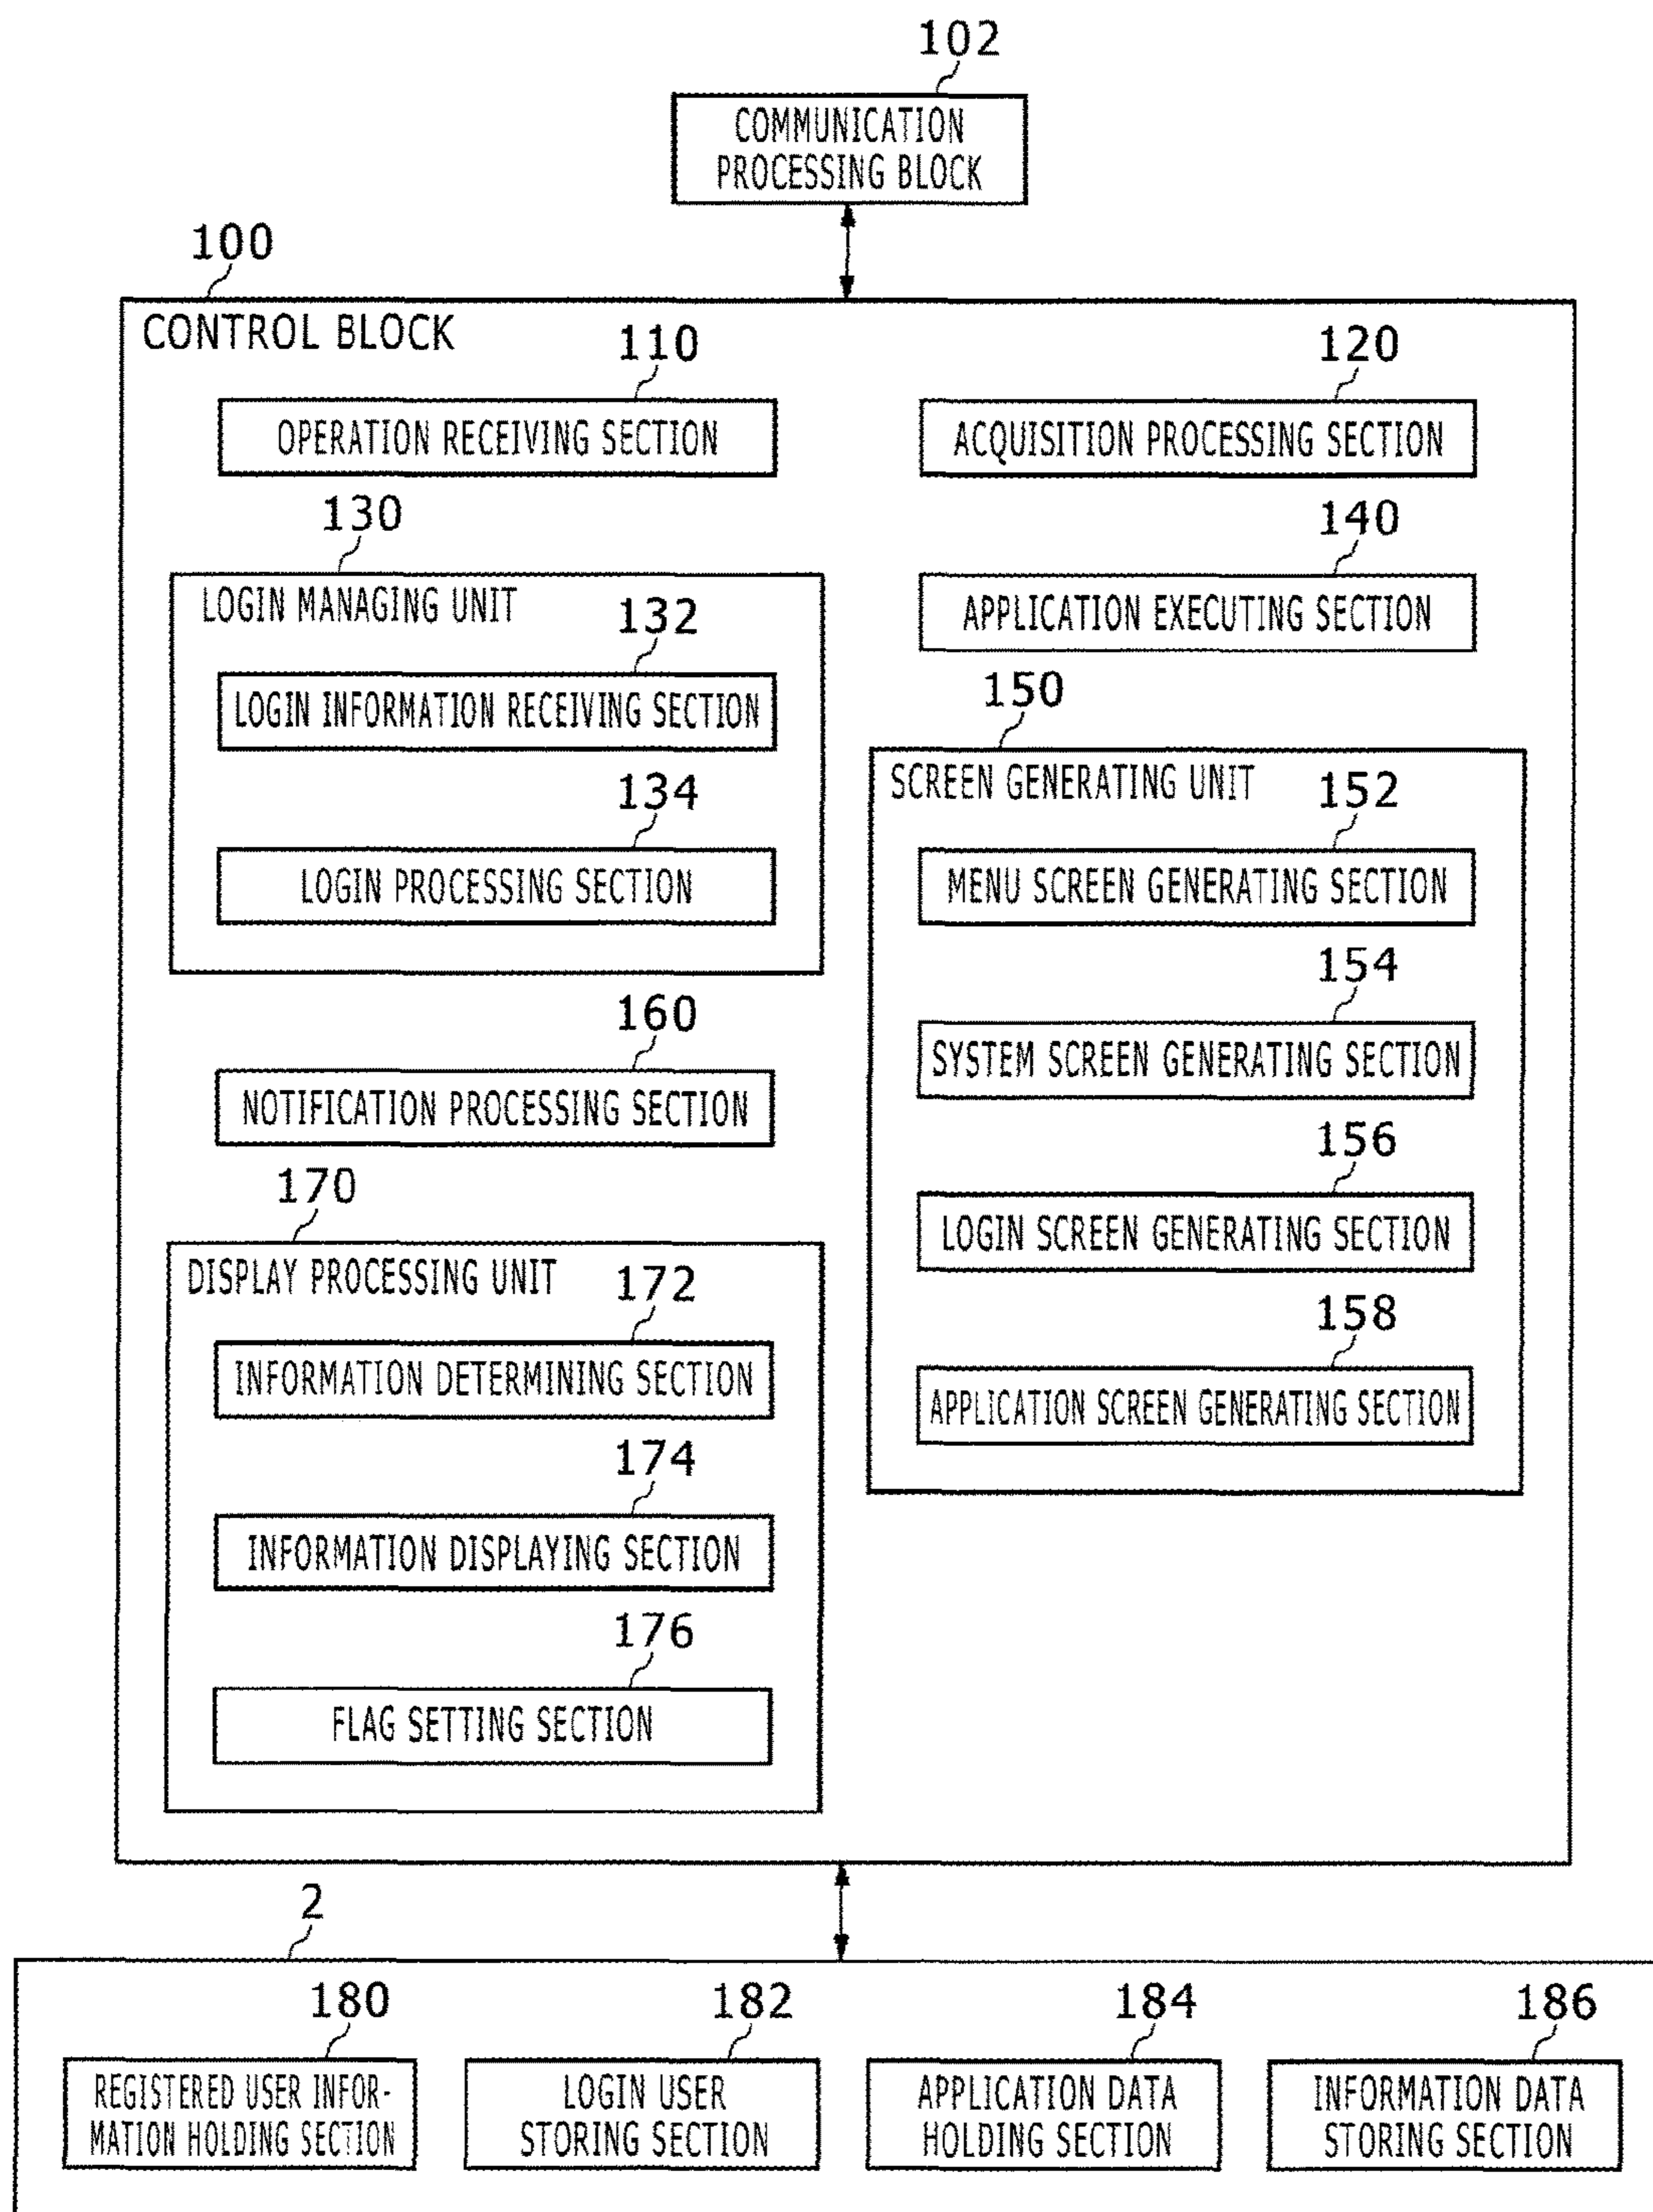 102
COMMUNICATION
PROCESSING BLOCK
100
CONTROL BLOCK
110
OPERATION RECEIVING SECTION
120
ACQUISITION PROCESSING SECTION
130
LOGIN MANAGING UNIT
132
LOGIN INFORMATION RECEIVING SECTION
134
LOGIN PROCESSING SECTION
140
APPLICATION EXECUTING SECTION
150
SCREEN GENERATING UNIT
152
MENU SCREEN GENERATING SECTION
154
SYSTEM SCREEN GENERATING SECTION
156
LOGIN SCREEN GENERATING SECTION
158
APPLICATION SCREEN GENERATING SECTION
160
NOTIFICATION PROCESSING SECTION
170
DISPLAY PROCESSING UNIT
172
INFORMATION DETERMINING SECTION
174
INFORMATION DISPLAYING SECTION
176
FLAG SETTING SECTION
2
180
REGISTERED USER INFOR-
MATION HOLDING SECTION
182
LOGIN USER
STORING SECTION
184
APPLICATION DATA
HOLDING SECTION
186
INFORMATION DATA
STORING SECTION